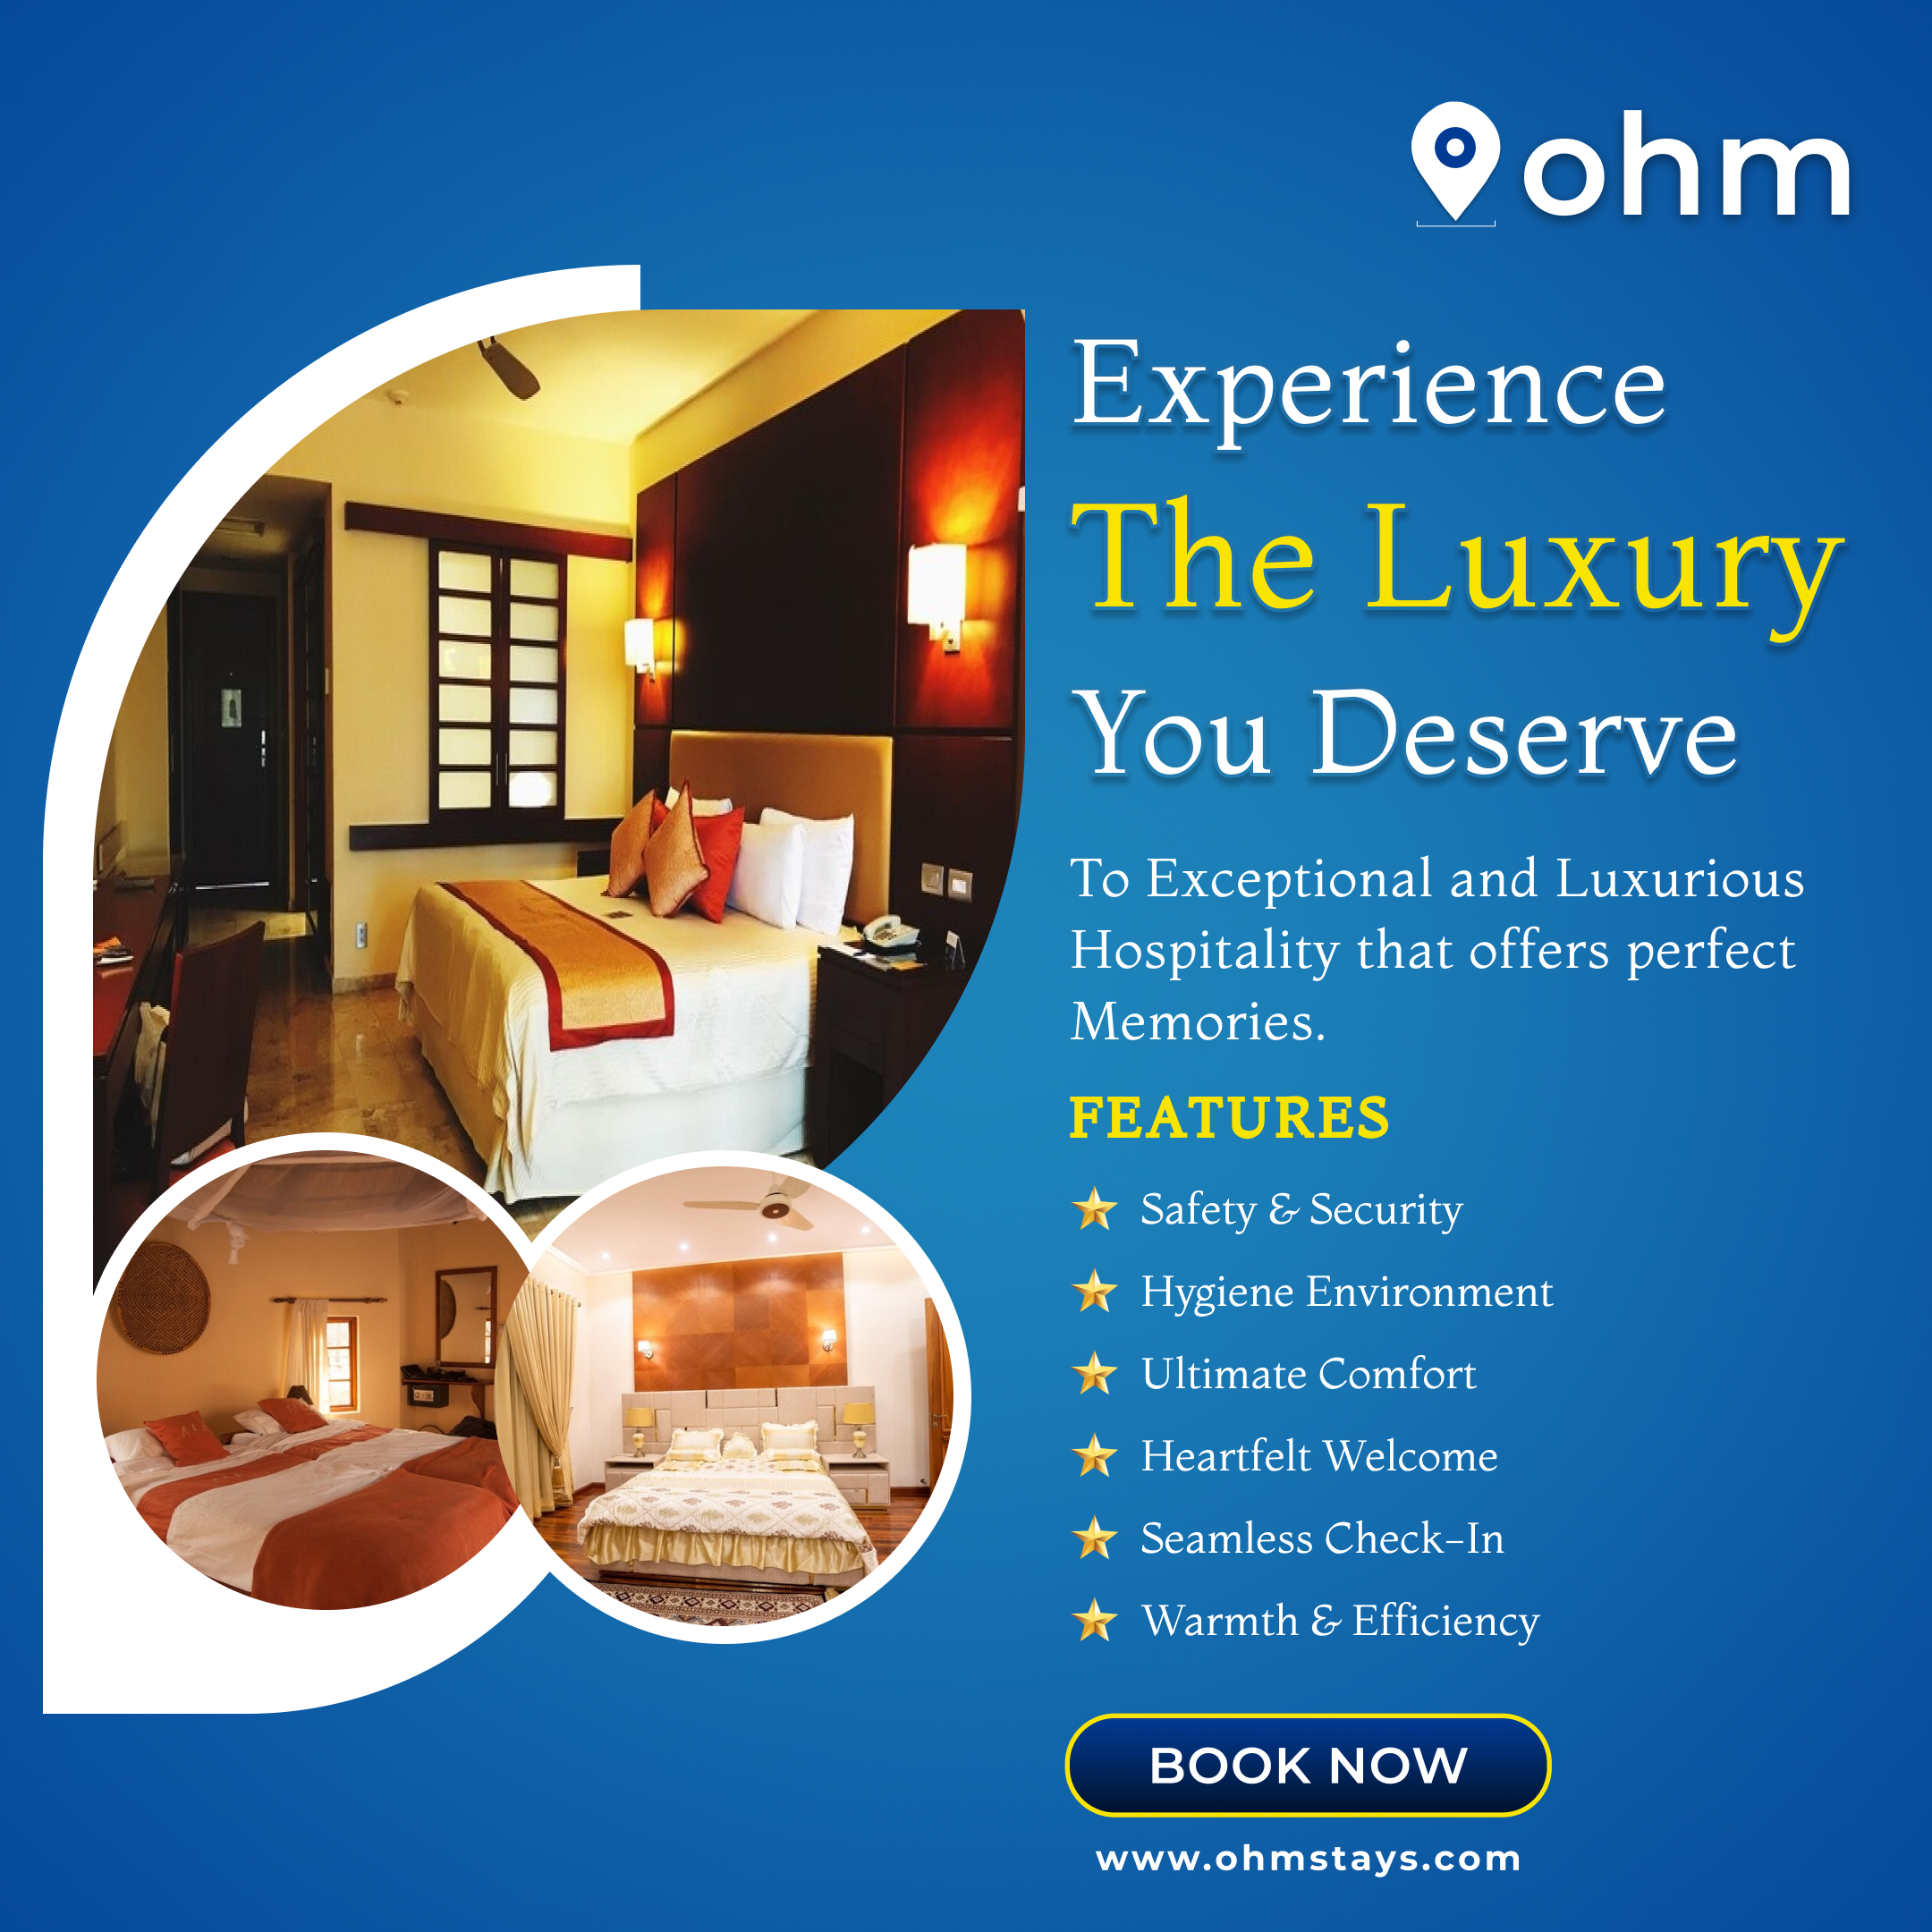 ohm
Experience
The Luxury
You Deserve
To Exceptional and Luxurious
Hospitality that offers perfect
Memories.
FEATURES
Safety & Security
Hygiene Environment
Ultimate Comfort
Heartfelt Welcome
Seamless Check-In
Warmth & Efficiency
BOOK NOW
www.ohmstays.com